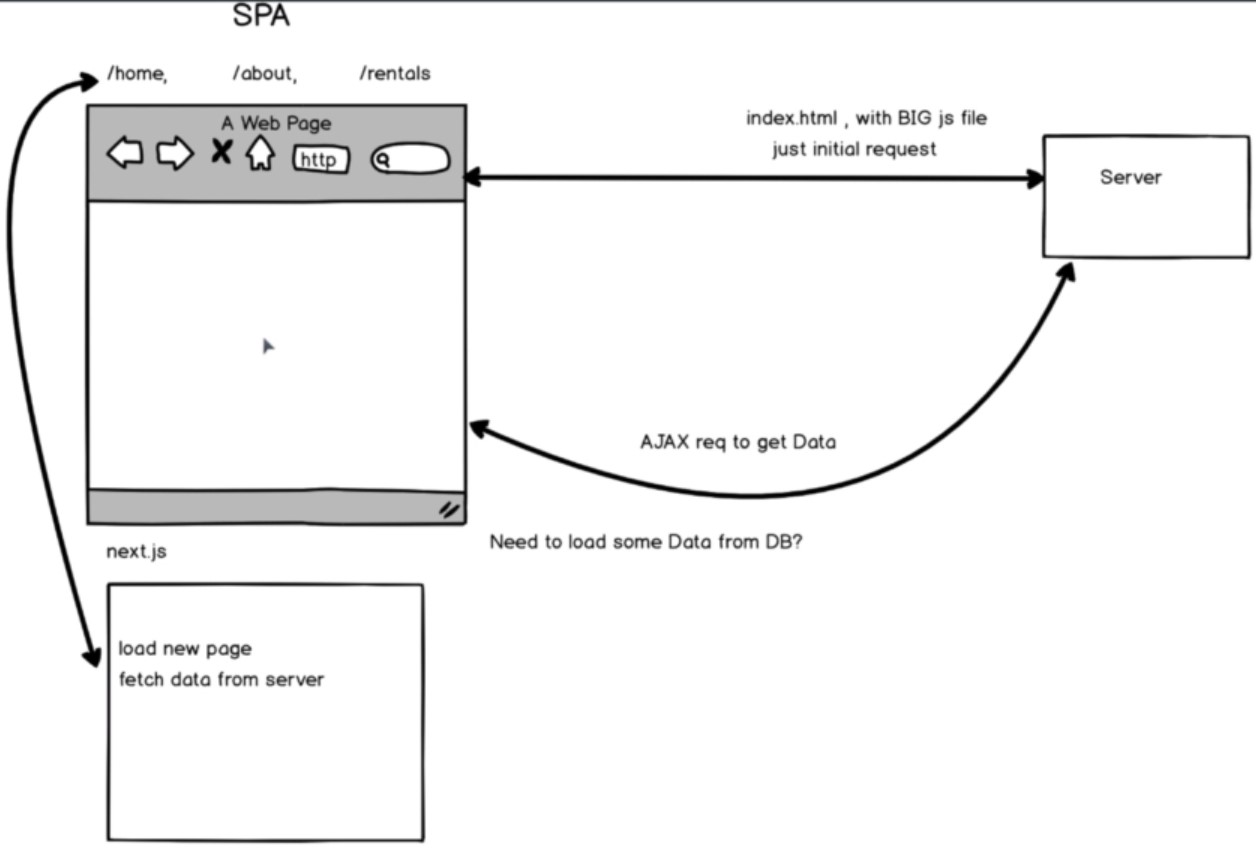 SPA
/home, /about, /rentals
A Web Page
http
index.html , with BIG js file
just initial request
Server
AJAX req to get Data
Need to load some Data from DB?
next.js
load new page
fetch data from server